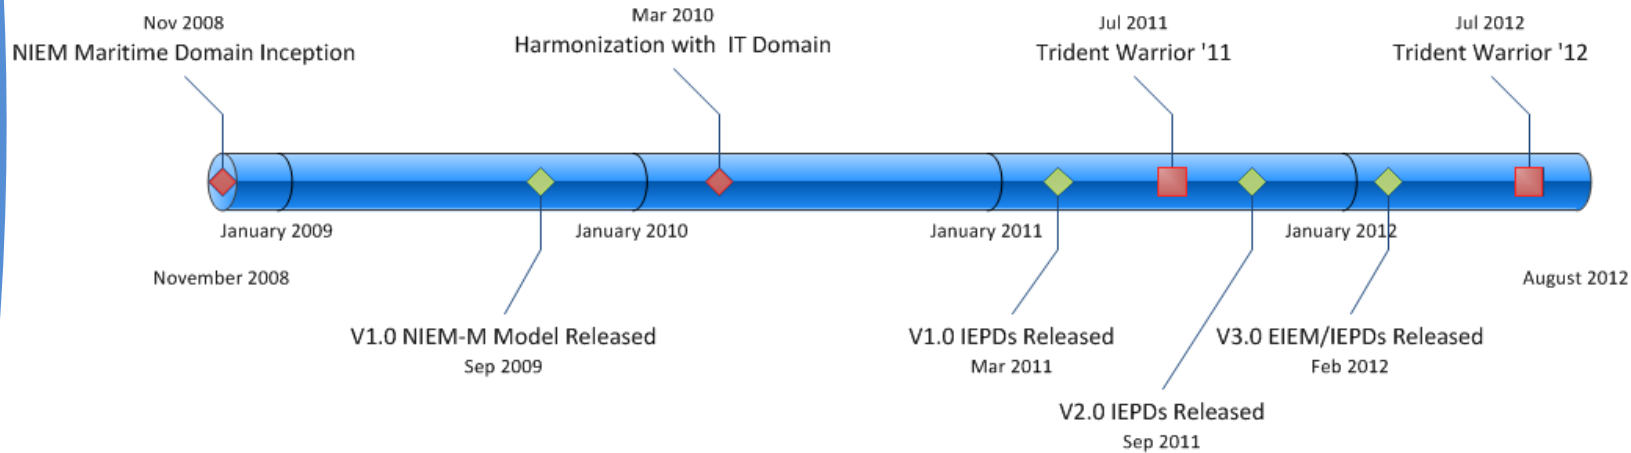 Nov 2008
NIEM Maritime Domain Inception
Mar 2010
Harmonization with  IT Domain
Jul 2011
Trident Warrior '11
Jul 2012
Trident Warrior '12
January 2009
January 2010
January 2011
January 2012
November 2008
August 2012
V1.0 NIEM-M Model Released
Sep 2009
V1.0 IEPDs Released
Mar 2011
V3.0 EIEM/IEPDs Released
Feb 2012
V2.0 IEPDs Released
Sep 2011